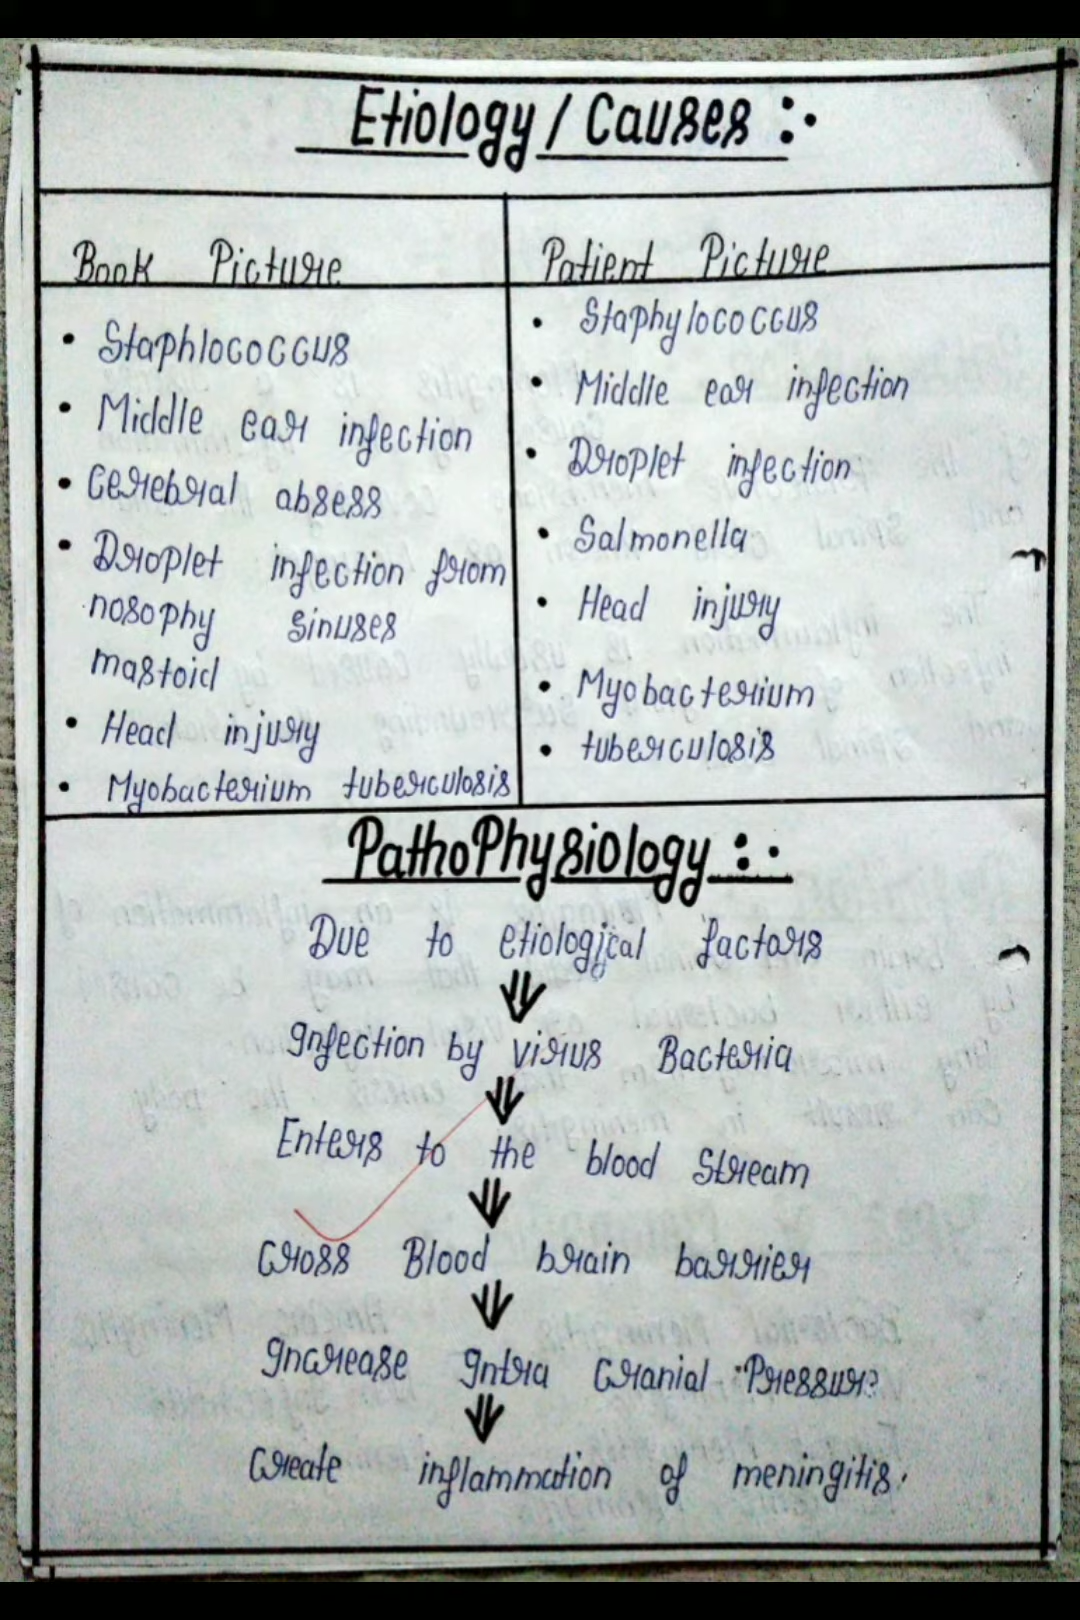 Etiology / Causes :-
Book Picture
• Staphlococcus
• Middle ear infection
• Cerebral absess
• Droplet infection from
nosophy sinuses
mastoid
• Head injury
• Myobacterium tuberculosis
Patient Picture
• Staphylococcus
• Middle ear infection
• Droplet infection
• Salmonella
• Head injury
• Myobacterium
• tuberculosis
PathoPhysiology :-
Due to etiological factors
⇓
Infection by virus Bacteria
⇓
Enters to the blood Stream
⇓
Cross Blood brain barrier
⇓
Increase Intra Cranial Pressure
⇓
Create inflammation of meningitis.